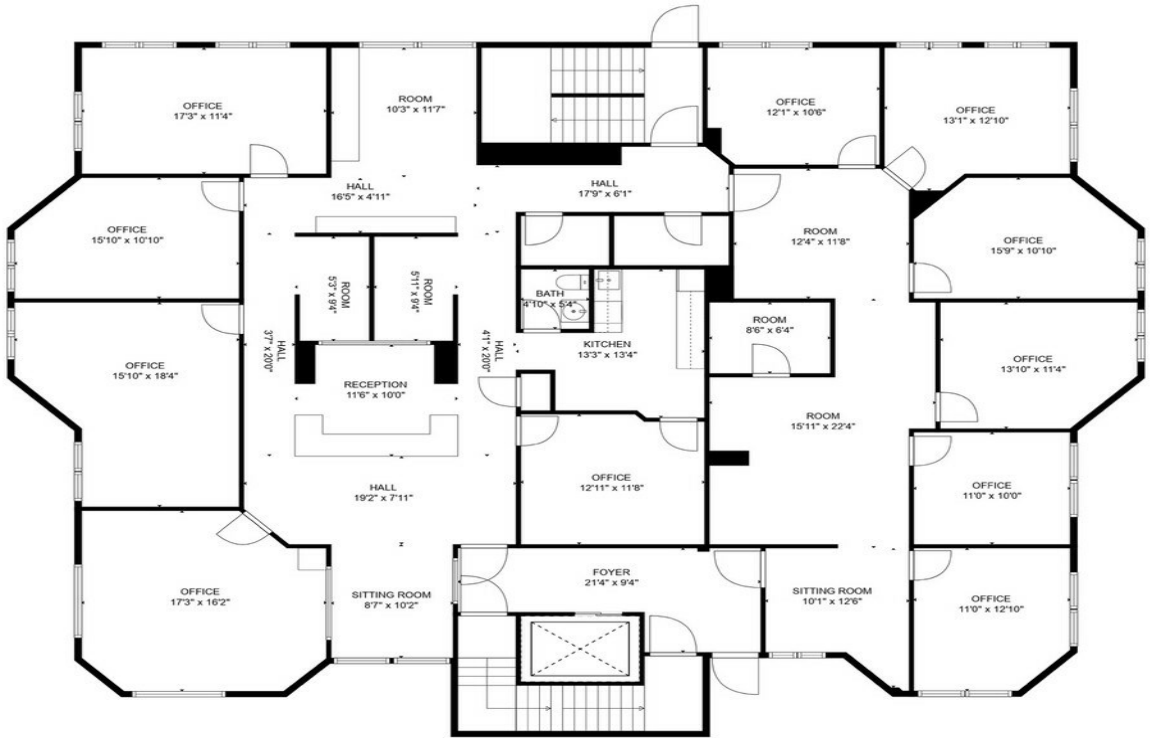 OFFICE
17'3" x 11'4"
ROOM
10'3" x 11'7"
OFFICE
12'1" x 10'6"
OFFICE
13'1" x 12'10"
HALL
16'5" x 4'11"
HALL
17'9" x 6'1"
OFFICE
15'10" x 10'10"
ROOM
12'4" x 11'8"
OFFICE
15'9" x 10'10"
ROOM
5'3" x 9'4"
ROOM
5'11" x 9'4"
BATH
4'10" x 5'4"
ROOM
8'6" x 6'4"
HALL
3'7" x 20'0"
HALL
4'1" x 20'0"
KITCHEN
13'3" x 13'4"
OFFICE
15'10" x 18'4"
OFFICE
13'10" x 11'4"
RECEPTION
11'6" x 10'0"
ROOM
15'11" x 22'4"
HALL
19'2" x 7'11"
OFFICE
12'11" x 11'8"
OFFICE
11'0" x 10'0"
OFFICE
17'3" x 16'2"
SITTING ROOM
8'7" x 10'2"
FOYER
21'4" x 9'4"
SITTING ROOM
10'1" x 12'6"
OFFICE
11'0" x 12'10"